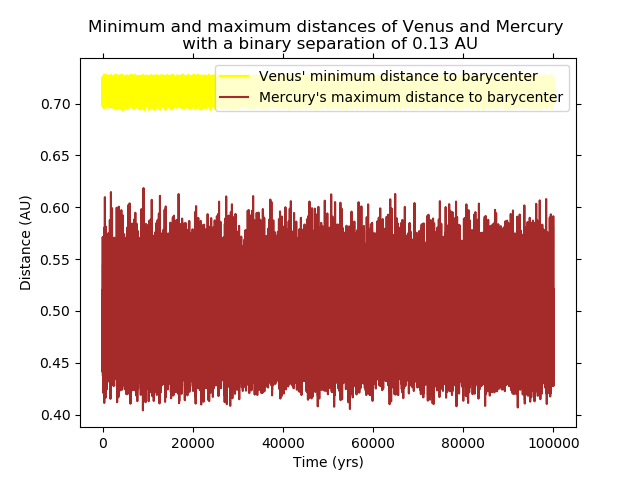 Minimum and maximum distances of Venus and Mercury
with a binary separation of 0.13 AU
Venus' minimum distance to barycenter
Mercury's maximum distance to barycenter
0.70
0.65
0.60
0.55
0.50
0.45
0.40
Distance (AU)
0 20000 40000 60000 80000 100000
Time (yrs)